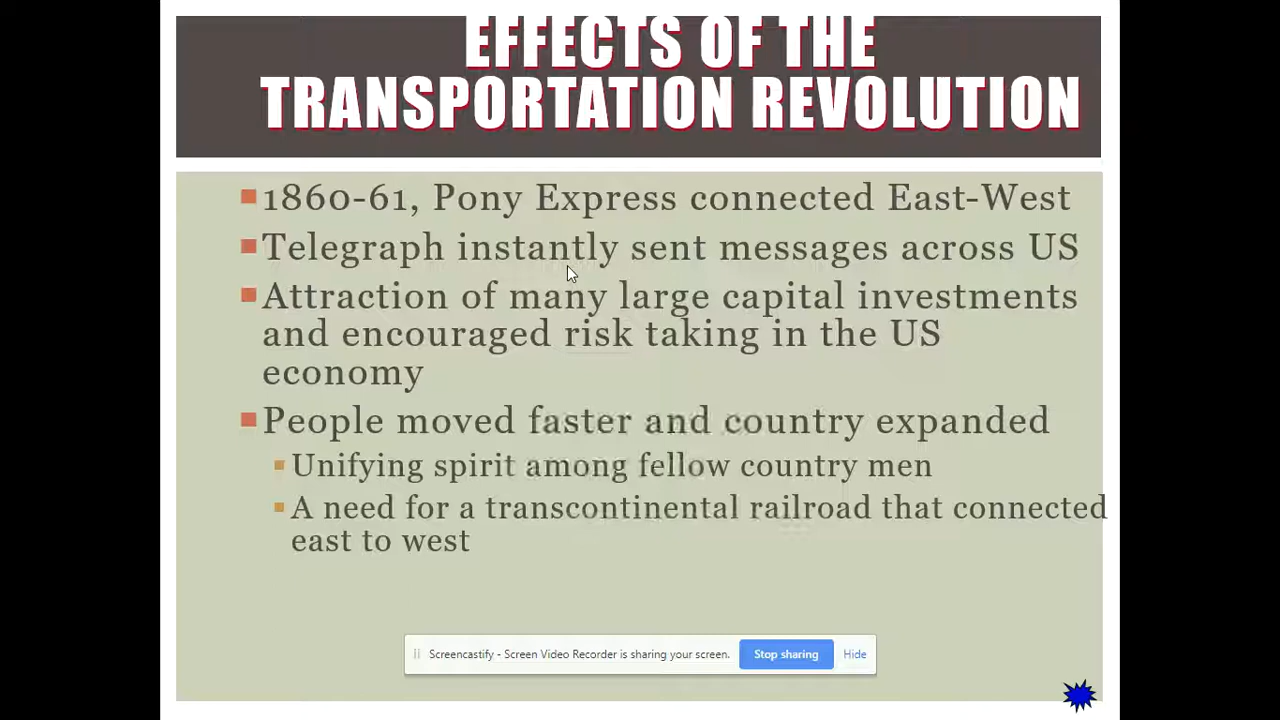 EFFECTS OF THE
TRANSPORTATION REVOLUTION
1860-61, Pony Express connected East-West
Telegraph instantly sent messages across US
Attraction of many large capital investments
and encouraged risk taking in the US
economy
People moved faster and country expanded
Unifying spirit among fellow country men
A need for a transcontinental railroad that connected
east to west
Screencastify - Screen Video Recorder is sharing your screen. Stop sharing Hide